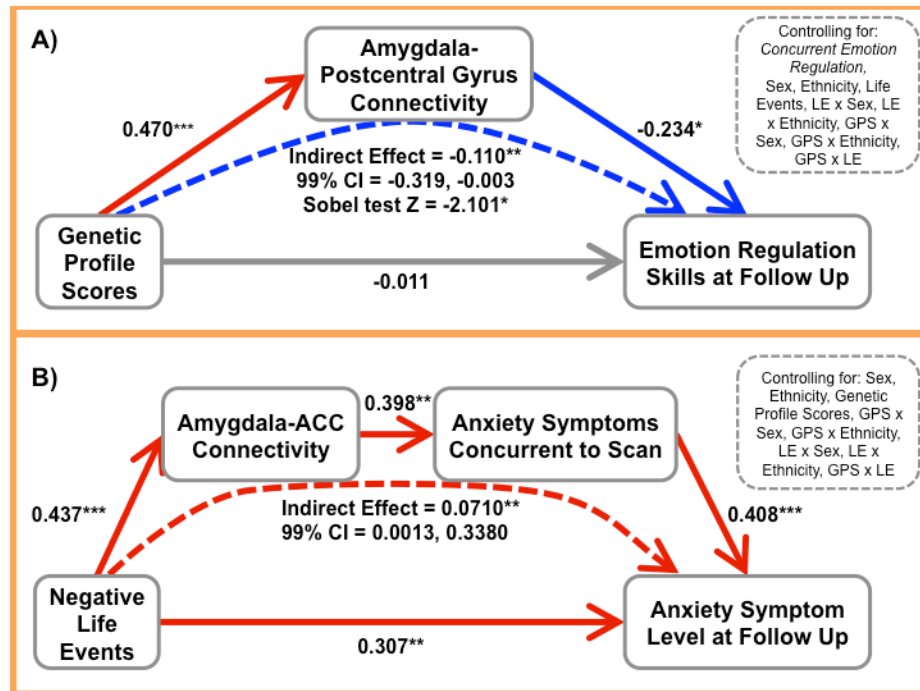 A)
Amygdala-
Postcentral Gyrus
Connectivity
Controlling for:
Concurrent Emotion
Regulation,
Sex, Ethnicity, Life
Events, LE x Sex, LE
x Ethnicity, GPS x
Sex, GPS x Ethnicity,
GPS x LE
0.470***
-0.234*
Indirect Effect = -0.110**
99% CI = -0.319, -0.003
Sobel test Z = -2.101*
Genetic
Profile
Scores
Emotion Regulation
Skills at Follow Up
-0.011
B)
Amygdala-ACC
Connectivity
0.398**
Anxiety Symptoms
Concurrent to Scan
Controlling for: Sex,
Ethnicity, Genetic
Profile Scores, GPS x
Sex, GPS x Ethnicity,
LE x Sex, LE x
Ethnicity, GPS x LE
0.437***
Indirect Effect = 0.0710**
99% CI = 0.0013, 0.3380
0.408***
Negative
Life
Events
0.307**
Anxiety Symptom
Level at Follow Up